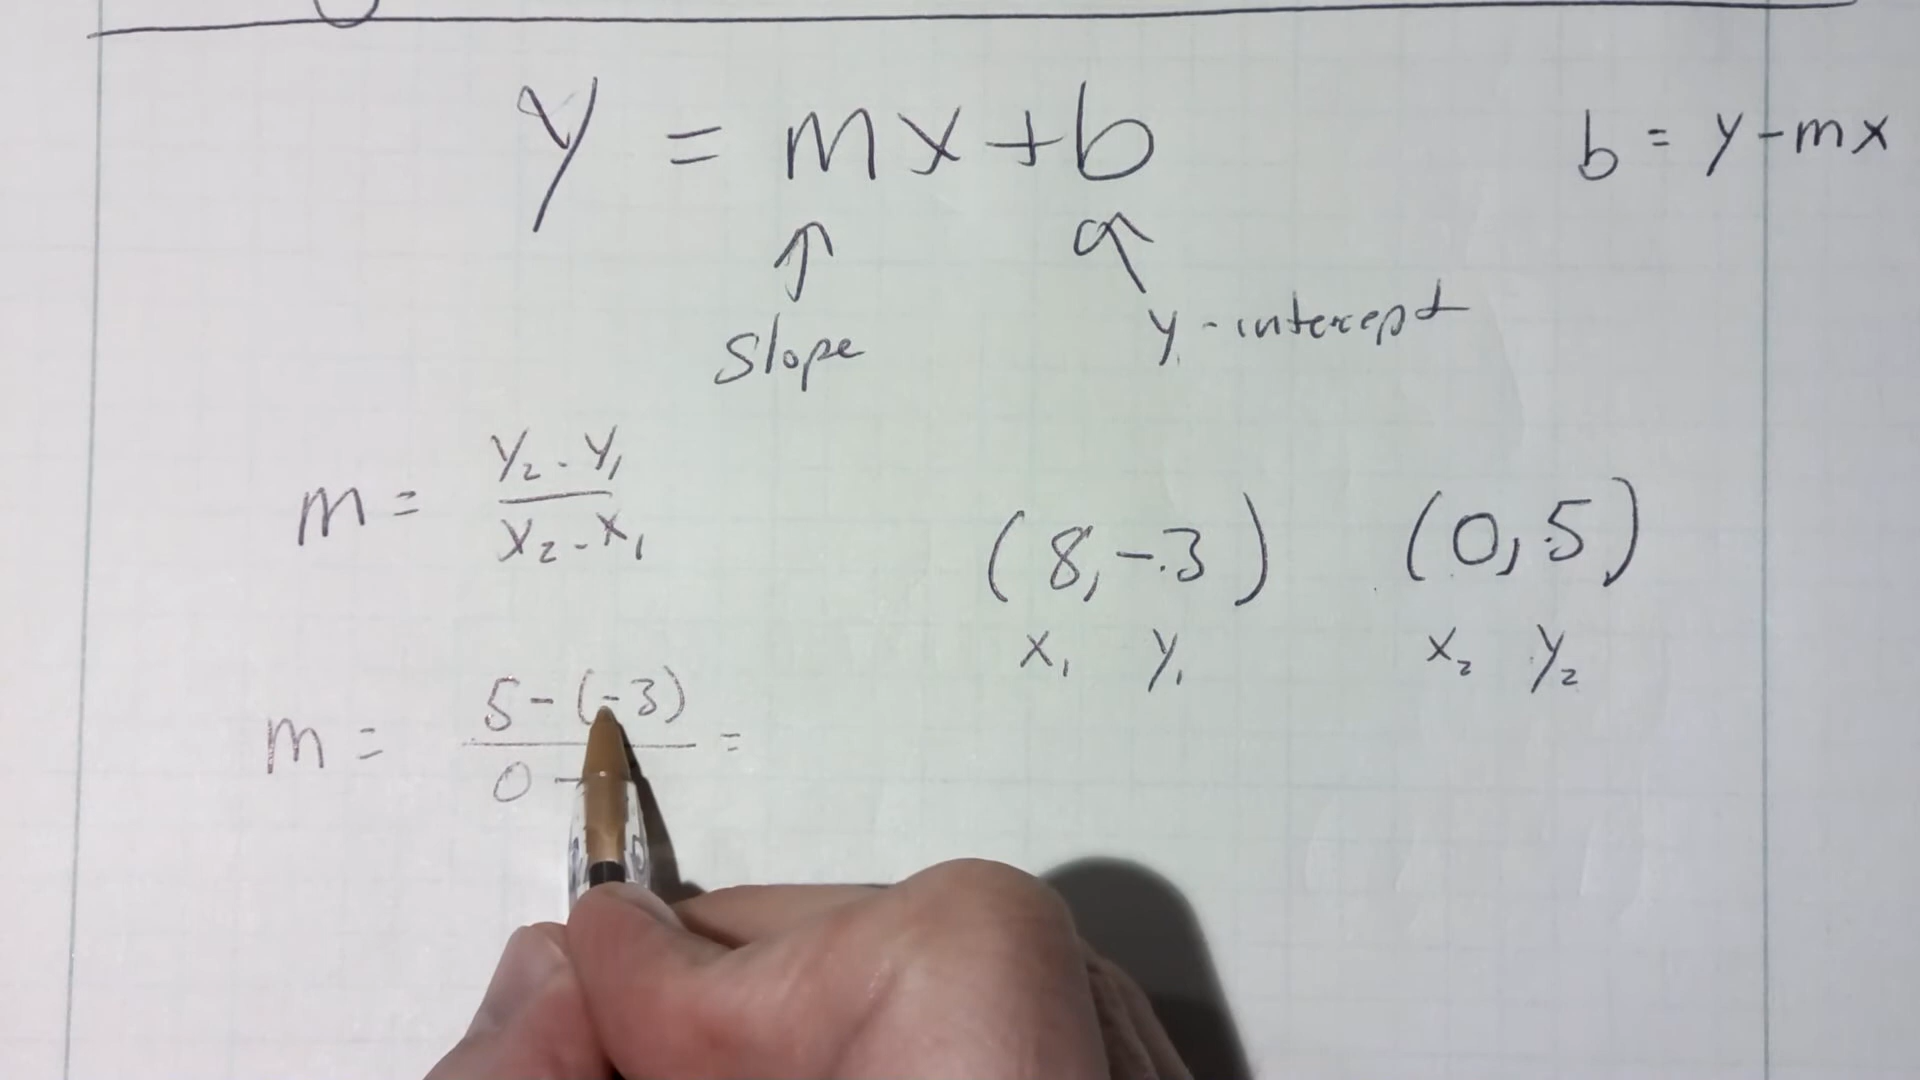 y = mx+b
b = y-mx
Slope
y-intercept
m = y₂-y₁
x₂-x₁
(8,-3) (0,5)
x₁ y₁ x₂ y₂
m = 5-(-3) =
0-